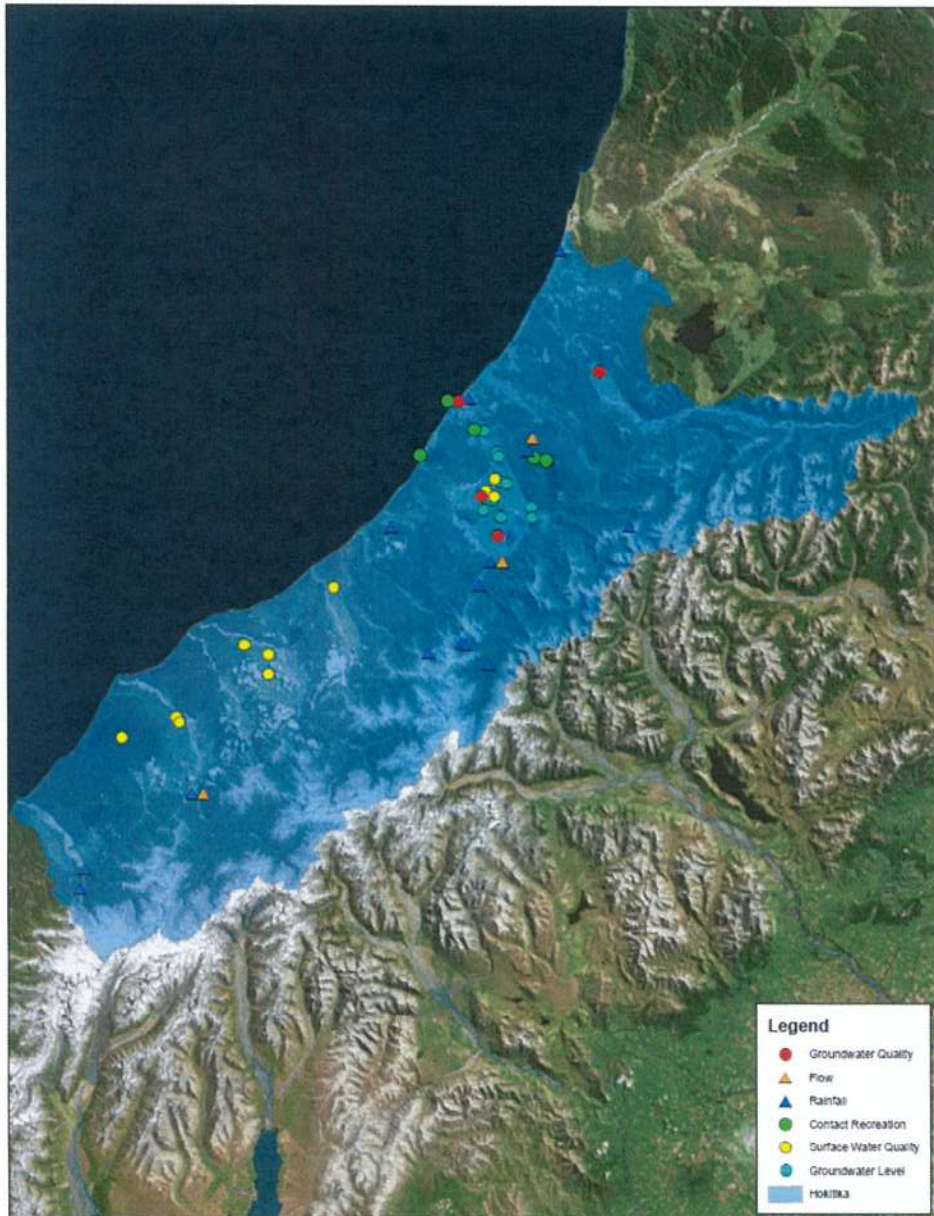 Legend
Groundwater Quality
Flow
Rainfall
Contact Recreation
Surface Water Quality
Groundwater Level
Hokitika